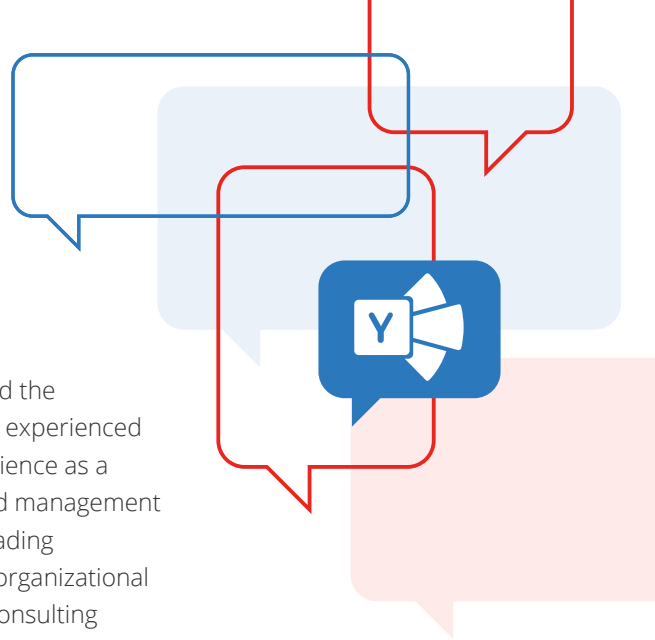 Y
d the
experienced
ience as a
d management
ading
organizational
onsulting